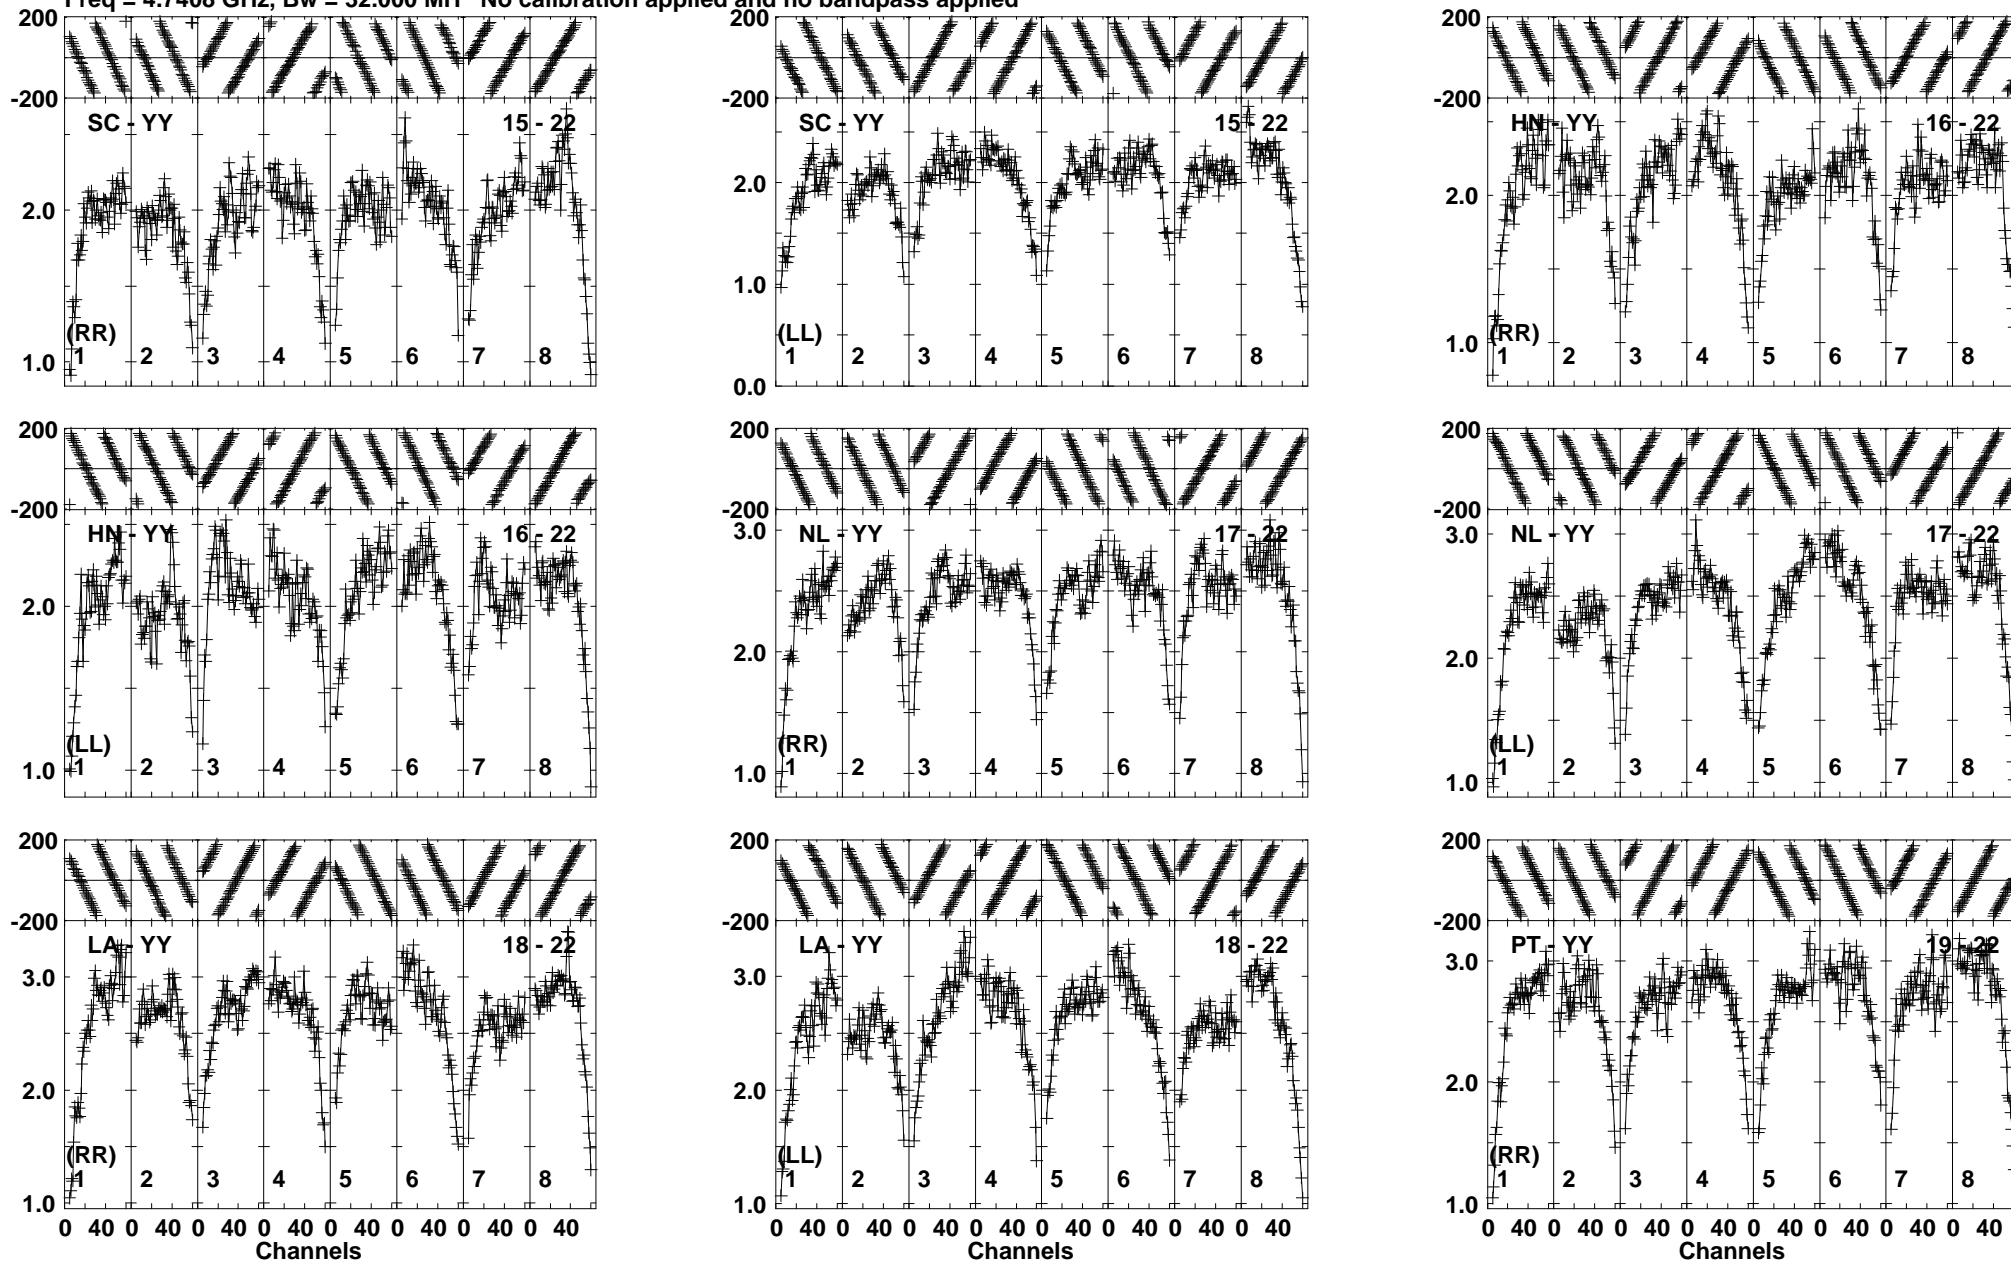 Freq = 4.7408 GHz, Bw = 32.000 MH No calibration applied and no bandpass applied
200 200 200
-200 -200 -200
SC - YY 15 - 22 SC - YY 15 - 22 HN - YY 16 - 22
2.0 2.0 2.0
1.0 1.0 1.0
(RR) (LL) (RR)
1 2 3 4 5 6 7 8 1 2 3 4 5 6 7 8 1 2 3 4 5 6 7 8
0.0
200 200 200
-200 -200 -200
HN - YY 16 - 22 NL - YY 17 - 22 NL - YY 17 - 22
3.0 3.0
2.0 2.0 2.0
(LL) (RR) (LL)
1.0 1 2 3 4 5 6 7 8 1.0 1 2 3 4 5 6 7 8 1.0 1 2 3 4 5 6 7 8
200 200 200
-200 -200 -200
LA - YY 18 - 22 LA - YY 18 - 22 PT - YY 19 - 22
3.0 3.0 3.0
2.0 2.0 2.0
(RR) (LL) (RR)
1 2 3 4 5 6 7 8 1 2 3 4 5 6 7 8 1 2 3 4 5 6 7 8
1.0 1.0 1.0
0 40 0 40 0 40 0 40 0 40 0 40 0 40 0 40 0 40 0 40 0 40 0 40 0 40 0 40 0 40 0 40 0 40 0 40 0 40 0 40 0 40 0 40 0 40 0 40
Channels Channels Channels